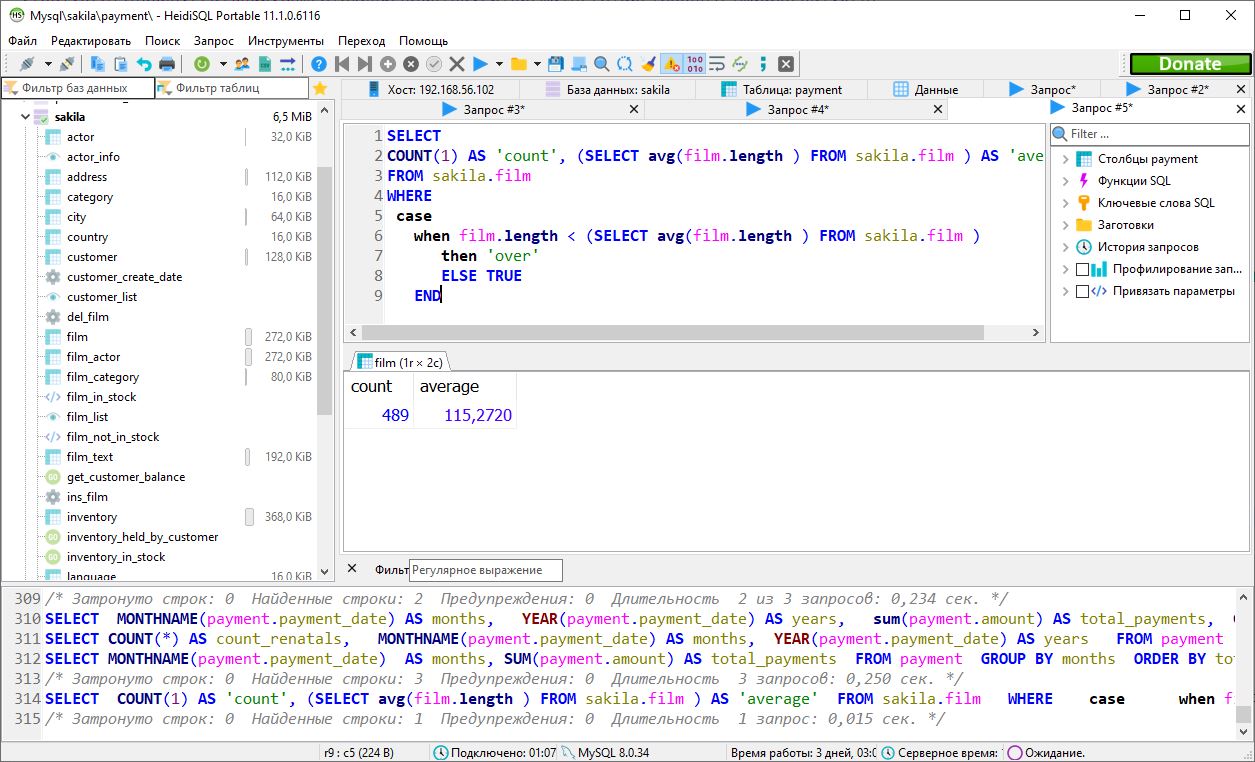 Mysql\sakila\payment\ - HeidiSQL Portable 11.1.0.6116
Файл Редактировать Поиск Запрос Инструменты Переход Помощь
Donate
Фильтр баз данных
Фильтр таблиц
Хост: 192.168.56.102
База данных: sakila
Таблица: payment
Данные
Запрос*
Запрос #2*
Запрос #3*
Запрос #4*
Запрос #5*
sakila 6,5 MiB
actor 32,0 KiB
actor_info
address 112,0 KiB
category 16,0 KiB
city 64,0 KiB
country 16,0 KiB
customer 128,0 KiB
customer_create_date
customer_list
del_film
film 272,0 KiB
film_actor 272,0 KiB
film_category 80,0 KiB
film_in_stock
film_list
film_not_in_stock
film_text 192,0 KiB
get_customer_balance
ins_film
inventory 368,0 KiB
inventory_held_by_customer
inventory_in_stock
language 16,0 KiB
1 SELECT
2 COUNT(1) AS 'count', (SELECT avg(film.length ) FROM sakila.film ) AS 'ave
3 FROM sakila.film
4 WHERE
5 case
6 when film.length < (SELECT avg(film.length ) FROM sakila.film )
7 then 'over'
8 ELSE TRUE
9 END
Filter ...
Столбцы payment
Функции SQL
Ключевые слова SQL
Заготовки
История запросов
Профилирование зап...
Привязать параметры
film (1r × 2c)
count average
489 115,2720
Фильт
Регулярное выражение
309 /* Затронуто строк: 0 Найденные строки: 2 Предупреждения: 0 Длительность 2 из 3 запросов: 0,234 сек. */
310 SELECT MONTHNAME(payment.payment_date) AS months, YEAR(payment.payment_date) AS years, sum(payment.amount) AS total_payments,
311 SELECT COUNT(*) AS count_renatals, MONTHNAME(payment.payment_date) AS months, YEAR(payment.payment_date) AS years FROM payment
312 SELECT MONTHNAME(payment.payment_date) AS months, SUM(payment.amount) AS total_payments FROM payment GROUP BY months ORDER BY to
313 /* Затронуто строк: 0 Найденные строки: 3 Предупреждения: 0 Длительность 3 запросов: 0,250 сек. */
314 SELECT COUNT(1) AS 'count', (SELECT avg(film.length ) FROM sakila.film ) AS 'average' FROM sakila.film WHERE case when f
315 /* Затронуто строк: 0 Найденные строки: 1 Предупреждения: 0 Длительность 1 запрос: 0,015 сек. */
r9 : c5 (224 B)
Подключено: 01:07
MySQL 8.0.34
Время работы: 3 дней, 03:0
Серверное время:
Ожидание.